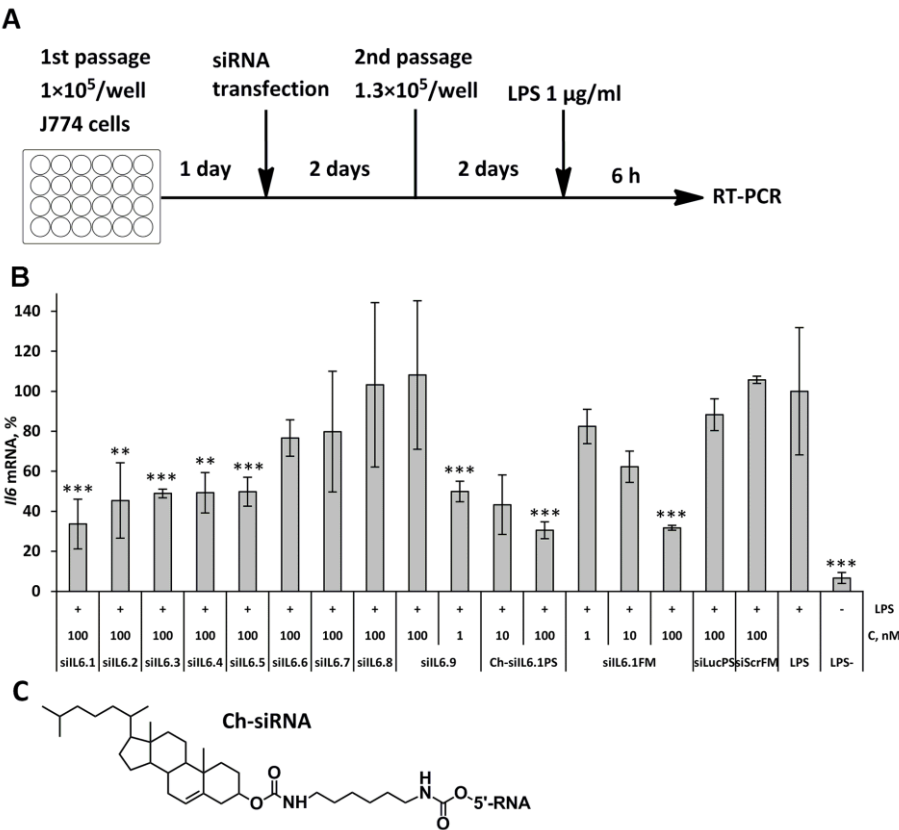 A
1st passage
1×10⁵/well
J774 cells
siRNA
transfection
2nd passage
1.3×10⁵/well
LPS 1 µg/ml
1 day
2 days
2 days
6 h
RT-PCR
B
Il6 mRNA, %
140
120
100
80
60
40
20
0
*** ** *** ** *** *** *** *** ***
+ + + + + + + + + + + + + + + + + + - LPS
100 100 100 100 100 100 100 100 100 1 10 100 1 10 100 100 100 C, nM
siIL6.1 siIL6.2 siIL6.3 siIL6.4 siIL6.5 siIL6.6 siIL6.7 siIL6.8 siIL6.9 Ch-siIL6.1PS siIL6.1FM siLucPS siScrFM LPS LPS-
C
Ch-siRNA
O
O
NH
H
N
O
O
5'-RNA